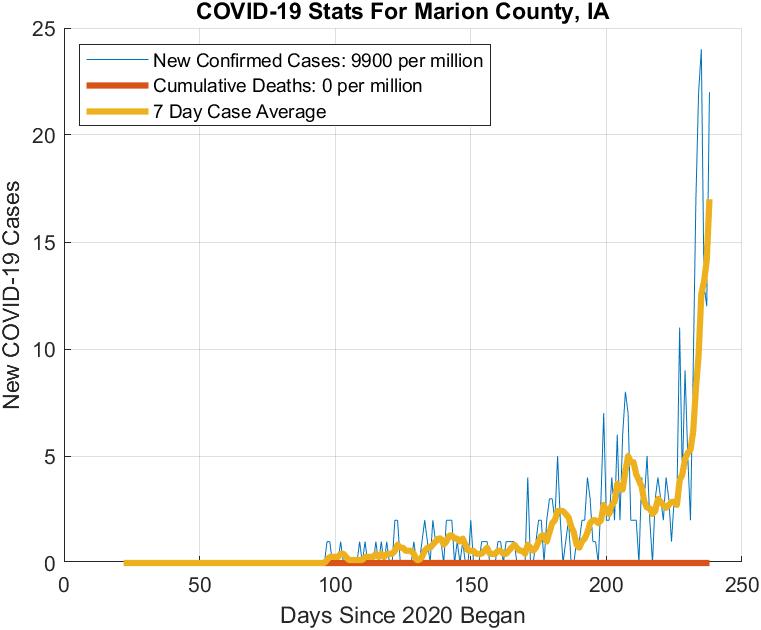 COVID-19 Stats For Marion County, IA
New Confirmed Cases: 9900 per million
Cumulative Deaths: 0 per million
7 Day Case Average
New COVID-19 Cases
25
20
15
10
5
0
0 50 100 150 200 250
Days Since 2020 Began